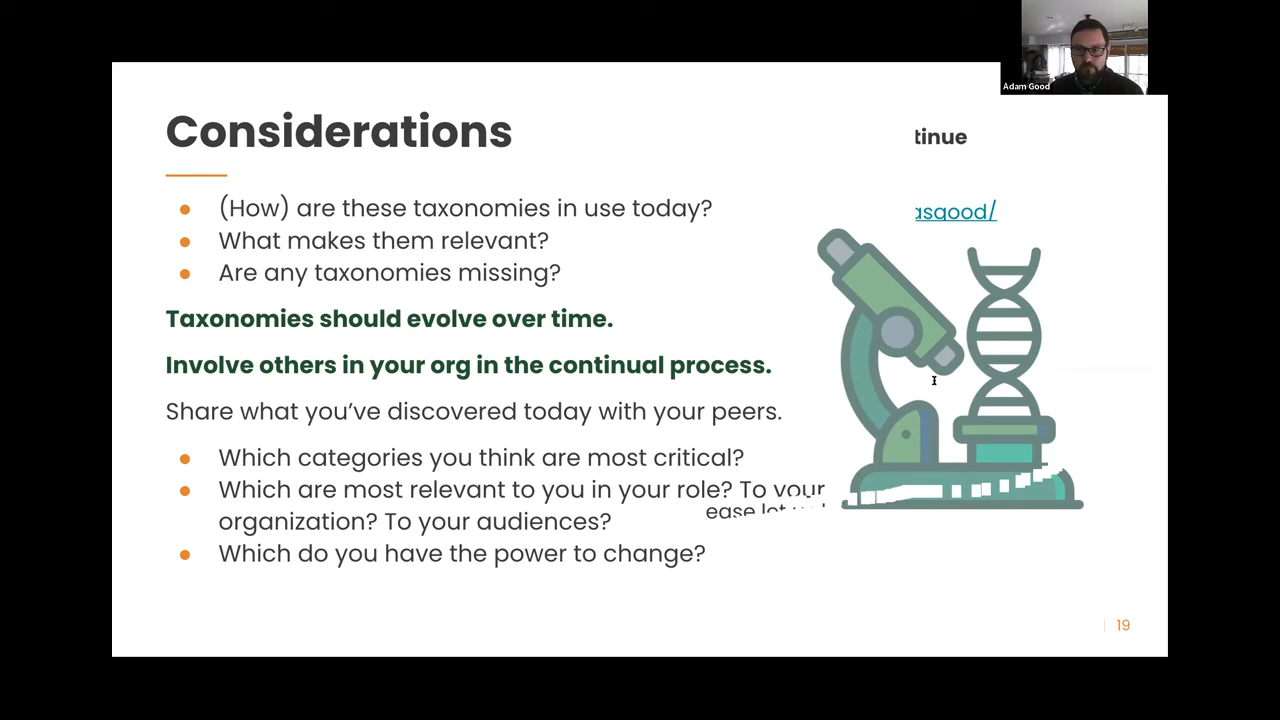 Adam Good
Considerations
tinue
(How) are these taxonomies in use today?
asgood/
What makes them relevant?
Are any taxonomies missing?
Taxonomies should evolve over time.
Involve others in your org in the continual process.
Share what you’ve discovered today with your peers.
Which categories you think are most critical?
Which are most relevant to you in your role? To your
organization? To your audiences?
ease let
Which do you have the power to change?
19